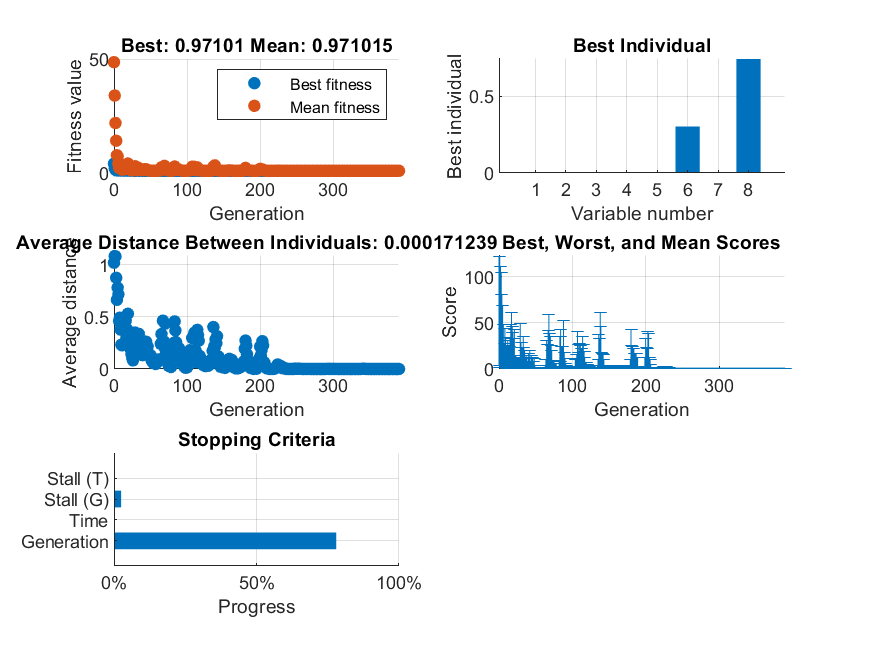 Best: 0.97101 Mean: 0.971015
Fitness value
50
0
Best fitness
Mean fitness
0 100 200 300
Generation
Best Individual
Best individual
0.5
0
1 2 3 4 5 6 7 8
Variable number
Average Distance Between Individuals: 0.000171239
Average distance
1
0.5
0
0 100 200 300
Generation
Best, Worst, and Mean Scores
Score
100
50
0
0 100 200 300
Generation
Stopping Criteria
Stall (T)
Stall (G)
Time
Generation
0% 50% 100%
Progress